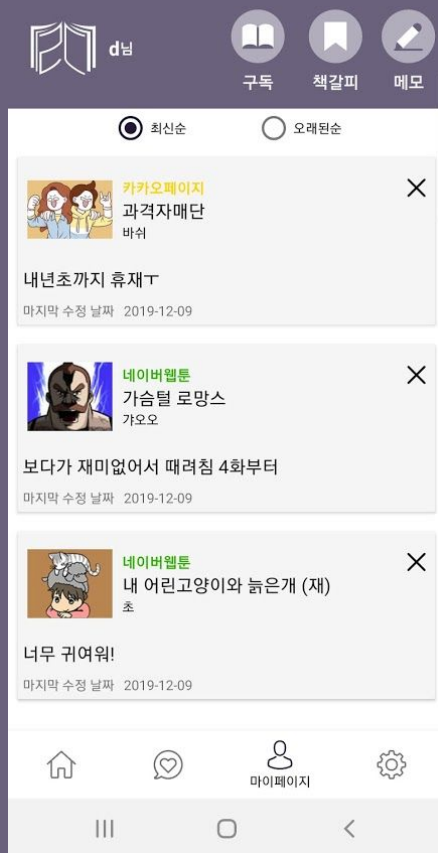 d님
구독
책갈피
메모
최신순
오래된순
카카오페이지
과격자매단
바쉬
내년초까지 휴재ㅜ
마지막 수정 날짜 2019-12-09
네이버웹툰
가슴털 로망스
갸오오
보다가 재미없어서 때려침 4화부터
마지막 수정 날짜 2019-12-09
네이버웹툰
내 어린고양이와 늙은개 (재)
초
너무 귀여워!
마지막 수정 날짜 2019-12-09
마이페이지